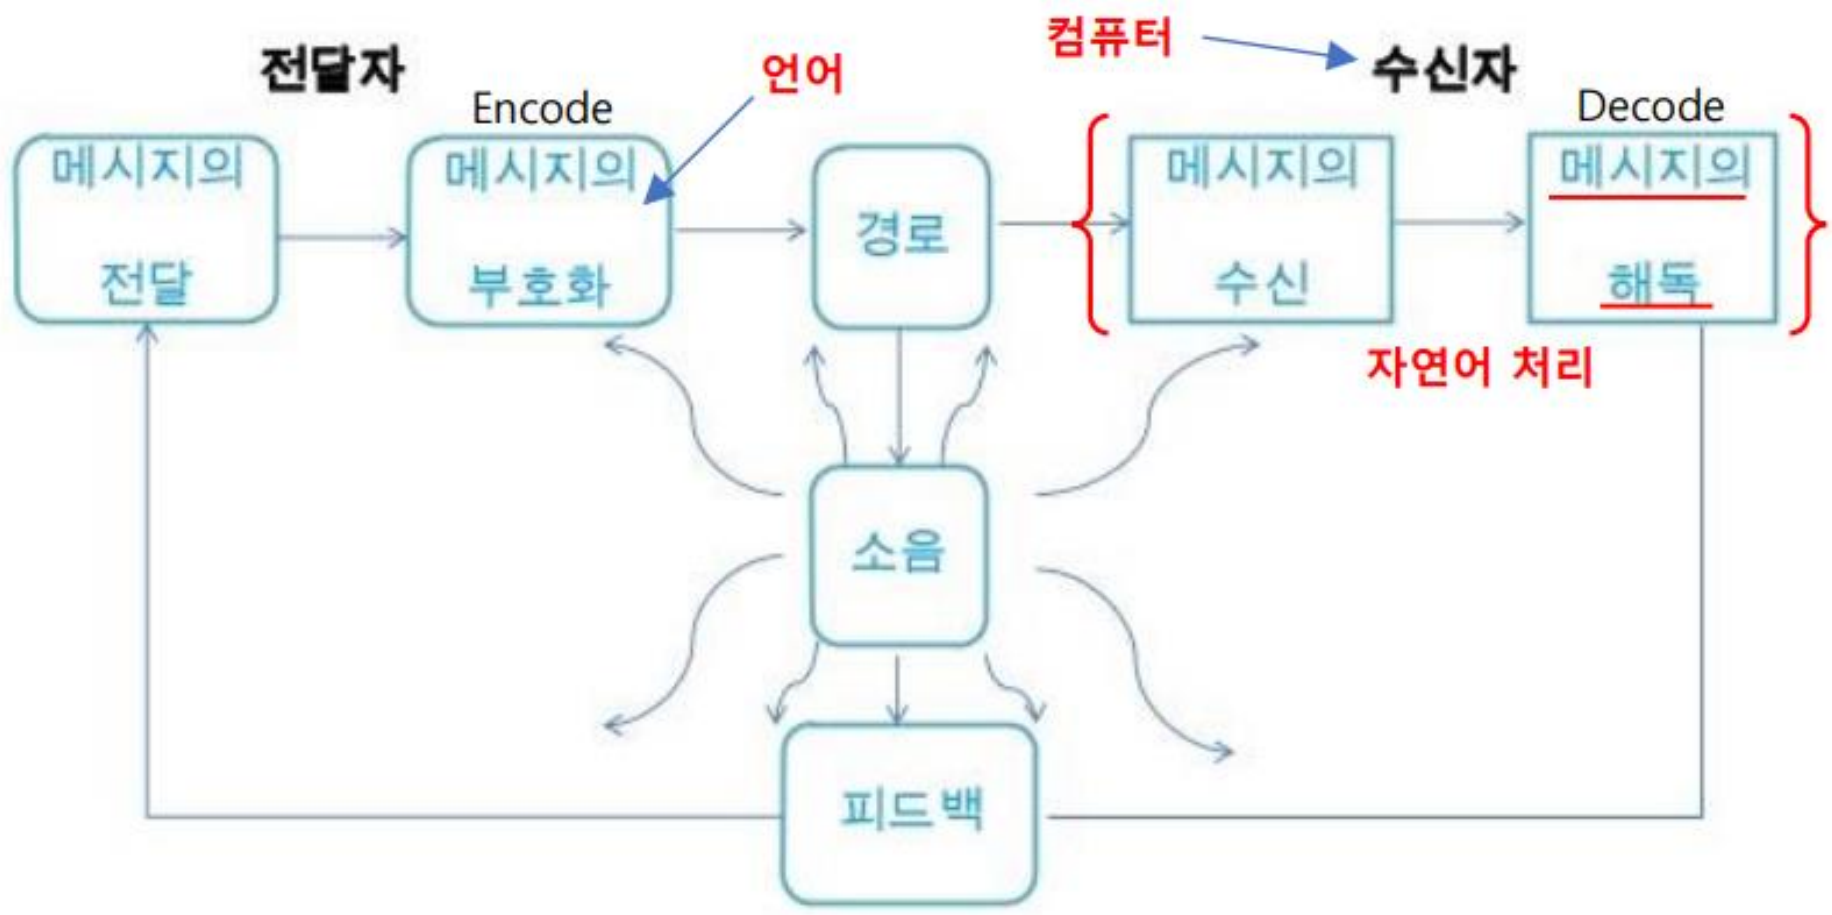 전달자
언어
컴퓨터
수신자
Encode
Decode
메시지의
전달
메시지의
부호화
경로
메시지의
수신
메시지의
해독
자연어 처리
소음
피드백